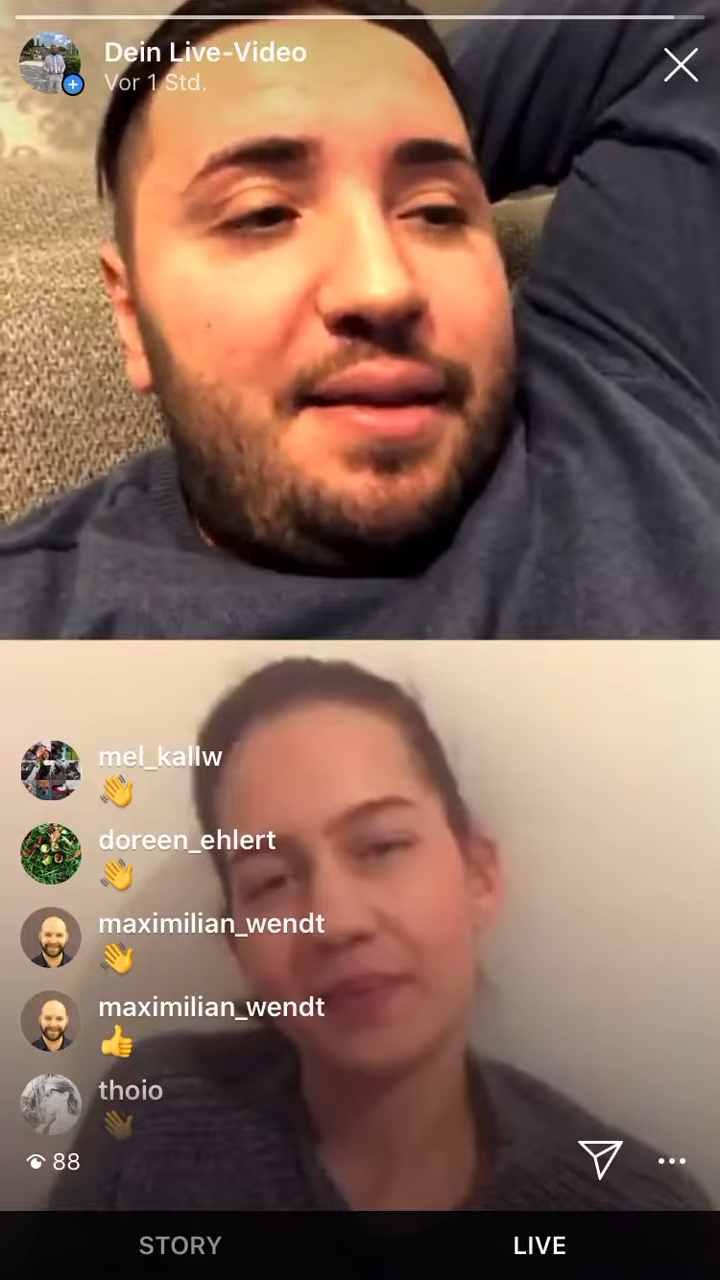 Dein Live-Video
Vor 1 Std.
mel_kallw
👋
doreen_ehlert
👋
maximilian_wendt
👋
maximilian_wendt
👍
thoio
👋
88
STORY
LIVE